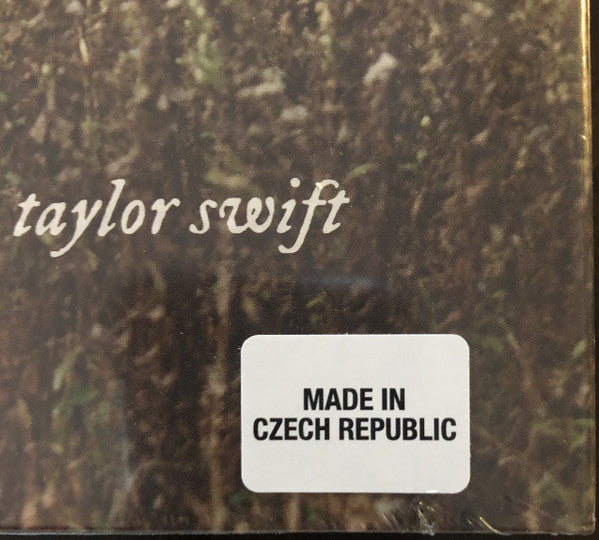 taylor swift
MADE IN
CZECH REPUBLIC